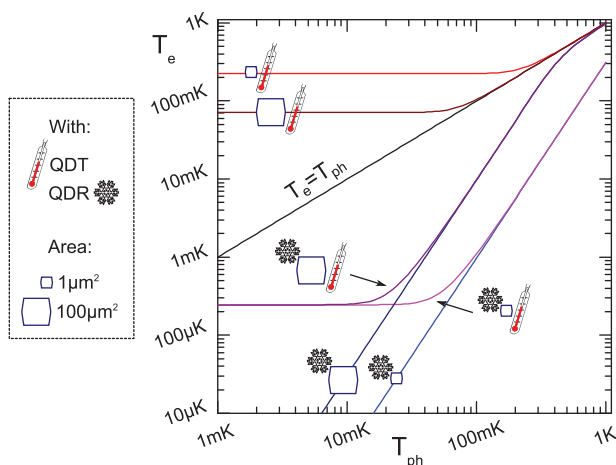 With:
QDT
QDR
Area:
1µm²
100µm²
Tₑ
1K
100mK
10mK
1mK
100µK
10µK
Tₑ=Tₚₕ
1mK
10mK
100mK
1K
Tₚₕ